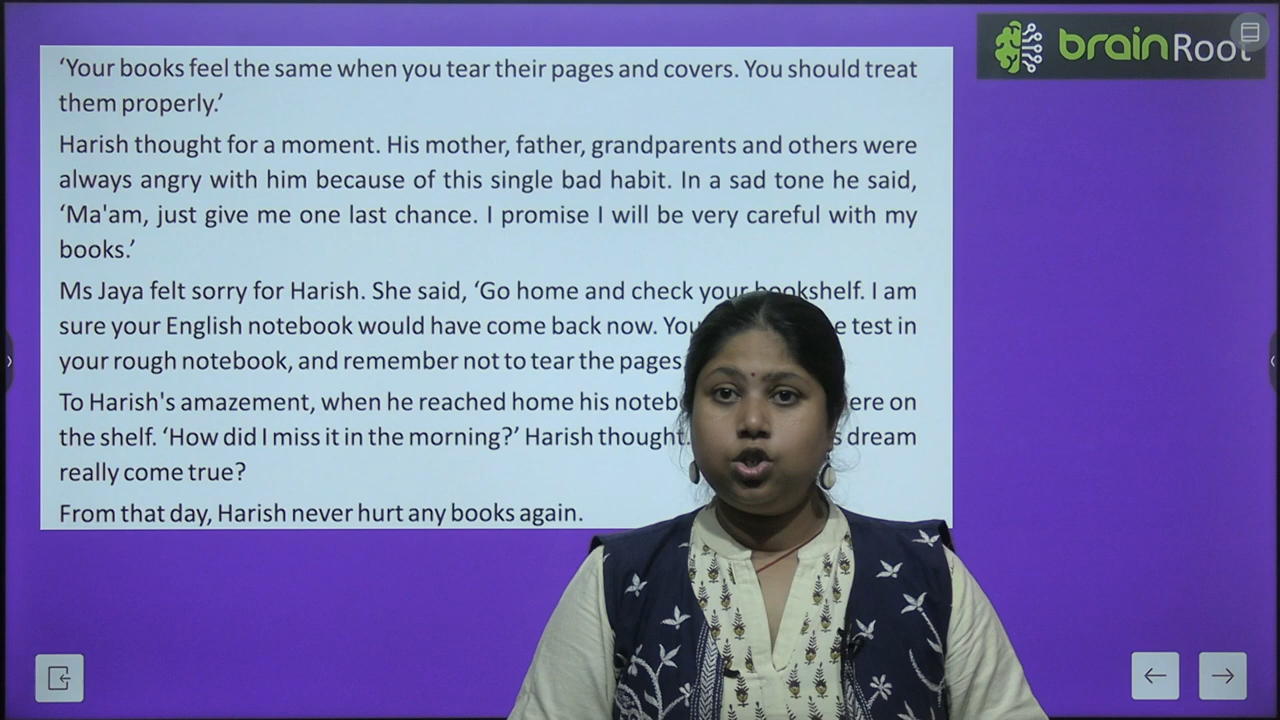 brainRoot
‘Your books feel the same when you tear their pages and covers. You should treat
them properly.’
Harish thought for a moment. His mother, father, grandparents and others were
always angry with him because of this single bad habit. In a sad tone he said,
‘Ma'am, just give me one last chance. I promise I will be very careful with my
books.’
Ms Jaya felt sorry for Harish. She said, ‘Go home and check your bookshelf. I am
sure your English notebook would have come back now. You test in
your rough notebook, and remember not to tear the pages
To Harish's amazement, when he reached home his on
the shelf. ‘How did I miss it in the morning?’ Harish thought. dream
really come true?
From that day, Harish never hurt any books again.